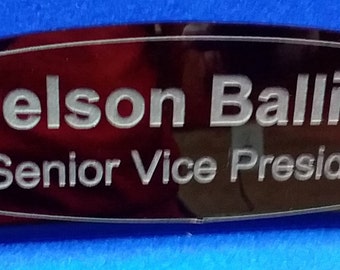 elson Balli
Senior Vice Presid